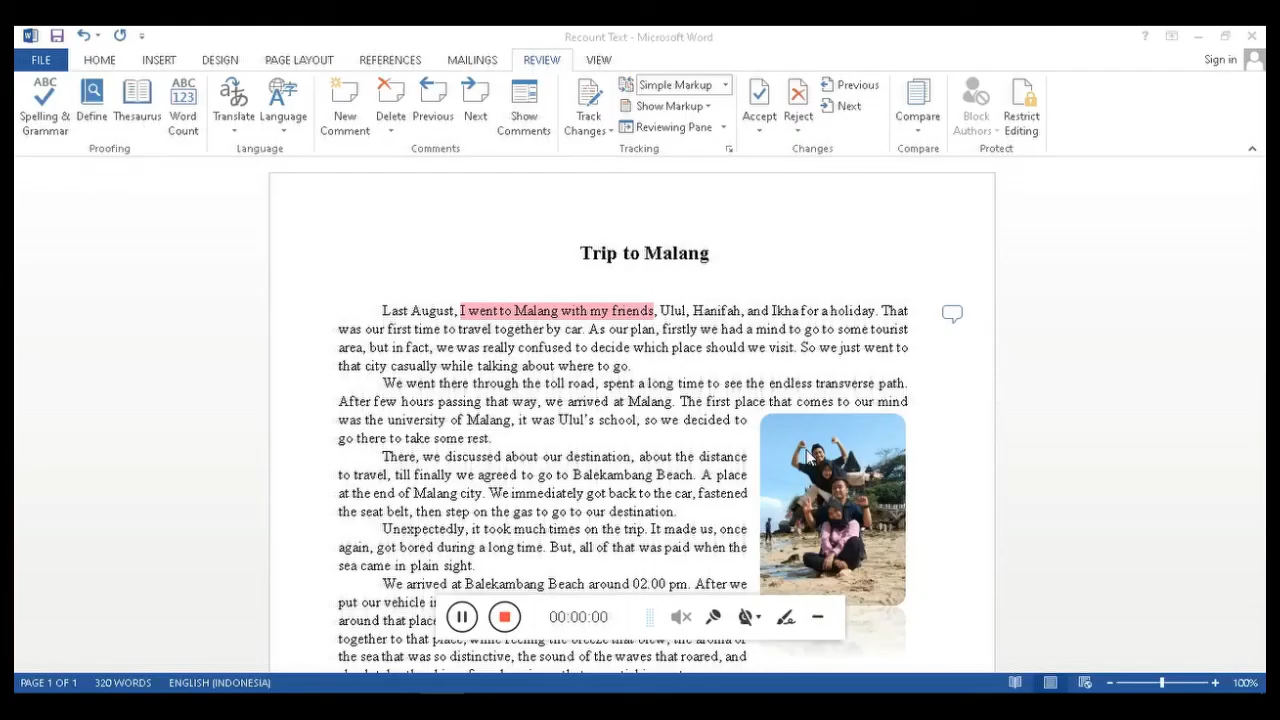 Recount Text - Microsoft Word
?
FILE HOME INSERT DESIGN PAGE LAYOUT REFERENCES MAILINGS REVIEW VIEW Sign in
ABC ABC 123
Spelling & Grammar Define Thesaurus Word Count Translate Language New Comment Delete Previous Next Show Comments Track Changes Simple Markup Accept Reject Previous Compare Block Authors Restrict Editing
Show Markup Next
Reviewing Pane
Proofing Language Comments Tracking Changes Compare Protect
Trip to Malang
Last August, I went to Malang with my friends, Ulul, Hanifah, and Ikha for a holiday. That
was our first time to travel together by car. As our plan, firstly we had a mind to go to some tourist
area, but in fact, we was really confused to decide which place should we visit. So we just went to
that city casually while talking about where to go.
We went there through the toll road, spent a long time to see the endless transverse path.
After few hours passing that way, we arrived at Malang. The first place that comes to our mind
was the university of Malang, it was Ulul's school, so we decided to
go there to take some rest.
There, we discussed about our destination, about the distance
to travel, till finally we agreed to go to Balekambang Beach. A place
at the end of Malang city. We immediately got back to the car, fastened
the seat belt, then step on the gas to go to our destination.
Unexpectedly, it took much times on the trip. It made us, once
again, got bored during a long time. But, all of that was paid when the
sea came in plain sight.
We arrived at Balekambang Beach around 02.00 pm. After we
put our vehicle
around that place
00:00:00
together to that place, while feeling the breeze that blew, the aroma of
the sea that was so distinctive, the sound of the waves that roared, and
PAGE 1 OF 1 320 WORDS ENGLISH (INDONESIA) 100%